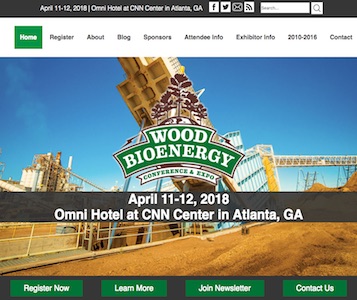 April 11-12, 2018 | Omni Hotel at CNN Center in Atlanta, GA
Search...
Home Register About Blog Sponsors Attendee Info Exhibitor Info 2010-2016 Contact
WOOD
BIOENERGY
CONFERENCE & EXPO
April 11-12, 2018
Omni Hotel at CNN Center in Atlanta, GA
Register Now Learn More Join Newsletter Contact Us